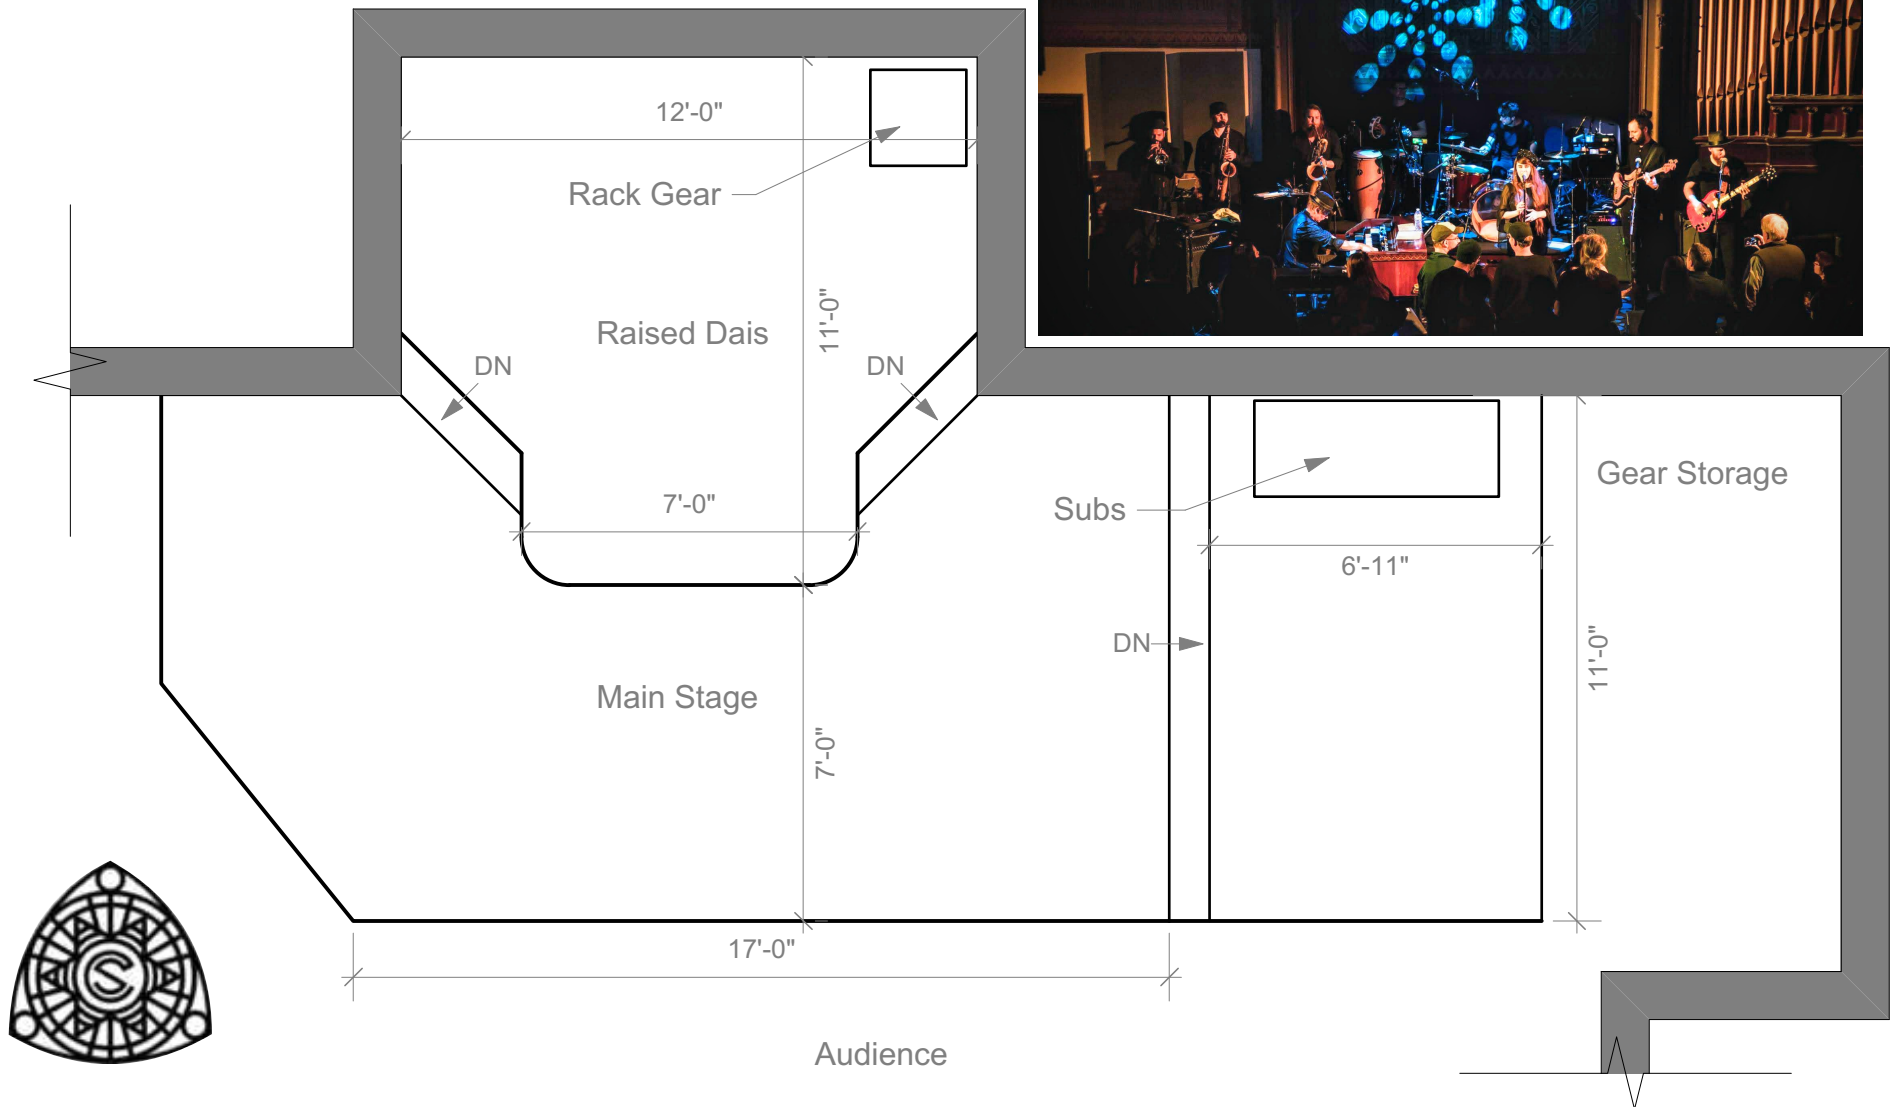 12'-0"
Rack Gear
11'-0"
Raised Dais
DN
DN
Gear Storage
7'-0"
Subs
6'-11"
DN
11'-0"
Main Stage
7'-0"
17'-0"
S
Audience